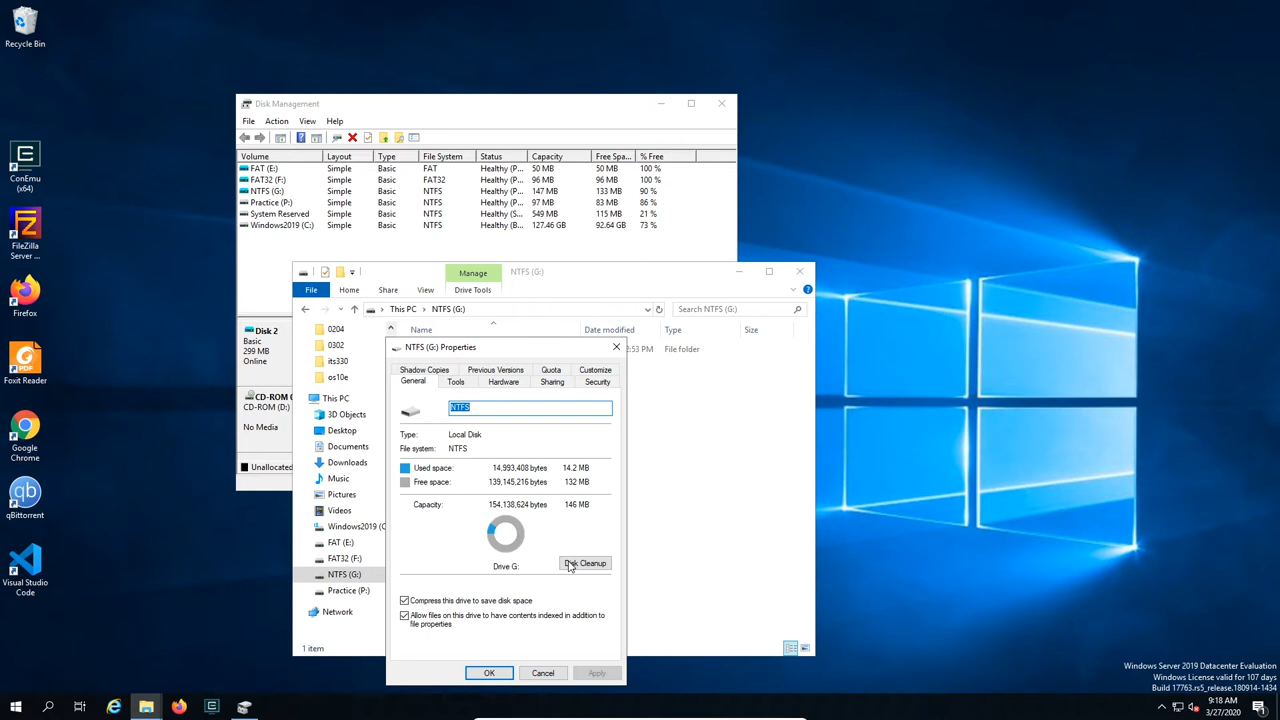 Recycle Bin
ConEmu
(x64)
FileZilla
Server ...
Firefox
Foxit Reader
Google
Chrome
qBittorrent
Visual Studio
Code
Disk Management
File Action View Help
Volume Layout Type File System Status Capacity Free Spa... % Free
FAT (E:) Simple Basic FAT Healthy (P... 50 MB 50 MB 100 %
FAT32 (F:) Simple Basic FAT32 Healthy (P... 96 MB 96 MB 100 %
NTFS (G:) Simple Basic NTFS Healthy (P... 147 MB 133 MB 90 %
Practice (P:) Simple Basic NTFS Healthy (P... 97 MB 83 MB 86 %
System Reserved Simple Basic NTFS Healthy (S... 549 MB 115 MB 21 %
Windows2019 (C:) Simple Basic NTFS Healthy (B... 127.46 GB 92.64 GB 73 %
Disk 2
Basic
299 MB
Online
CD-ROM 0
CD-ROM (D:)
No Media
Unallocated
Manage NTFS (G:)
File Home Share View Drive Tools
This PC NTFS (G:) Search NTFS (G:)
Name Date modified Type Size
2:53 PM File folder
0204
0302
its330
os10e
This PC
3D Objects
Desktop
Documents
Downloads
Music
Pictures
Videos
Windows2019 (C
FAT (E:)
FAT32 (F:)
NTFS (G:)
Practice (P:)
Network
1 item
NTFS (G:) Properties
Shadow Copies Previous Versions Quota Customize
General Tools Hardware Sharing Security
NTFS
Type: Local Disk
File system: NTFS
Used space: 14,993,408 bytes 14.2 MB
Free space: 139,145,216 bytes 132 MB
Capacity: 154,138,624 bytes 146 MB
Drive G:
Disk Cleanup
Compress this drive to save disk space
Allow files on this drive to have contents indexed in addition to
file properties
OK Cancel Apply
Windows Server 2019 Datacenter Evaluation
Windows License valid for 107 days
Build 17763.rs5_release.180914-1434
9:18 AM
3/27/2020